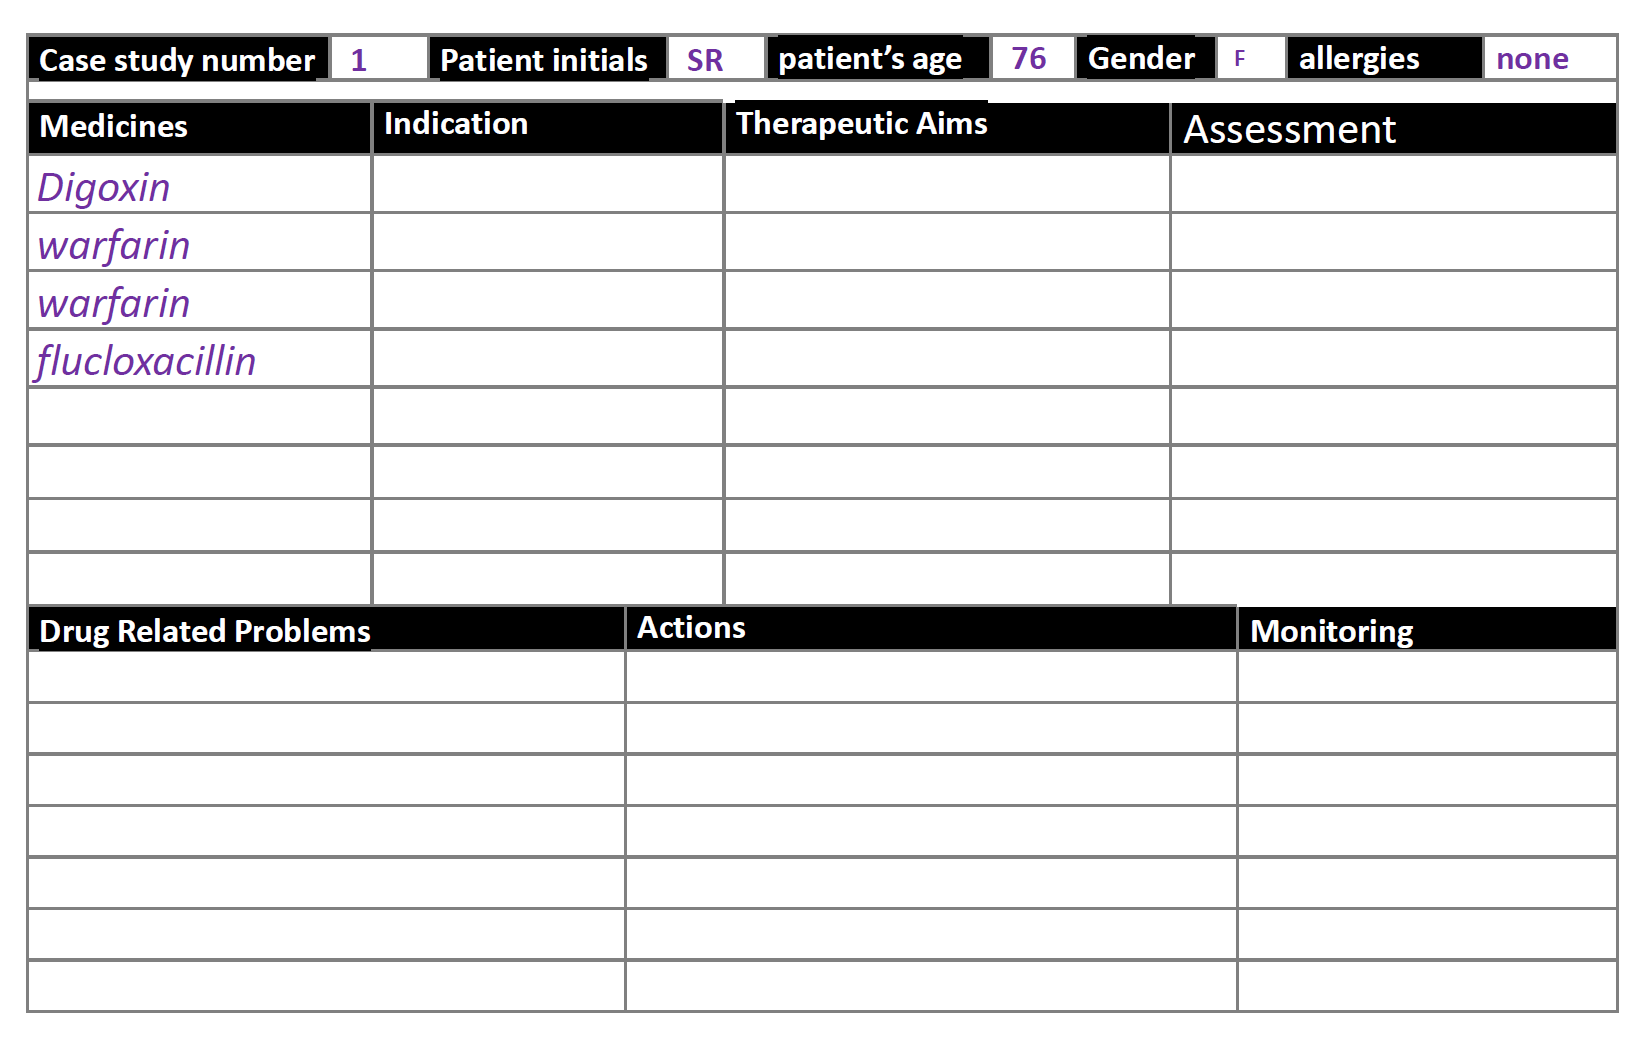 Case study number 1 Patient initials SR patient’s age 76 Gender F allergies none
Medicines Indication Therapeutic Aims Assessment
Digoxin
warfarin
warfarin
flucloxacillin
Drug Related Problems Actions Monitoring